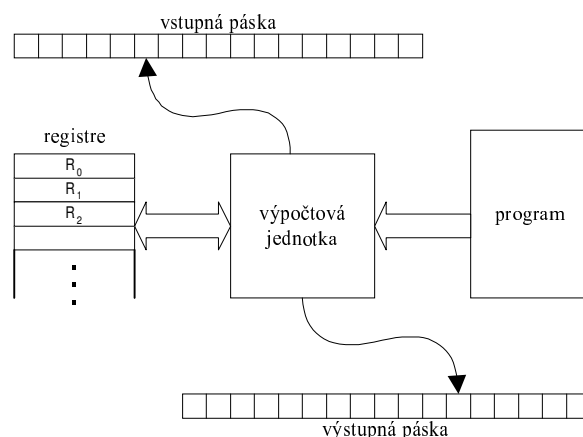 vstupná páska
registre
R0
R1
R2
výpočtová
jednotka
program
výstupná páska